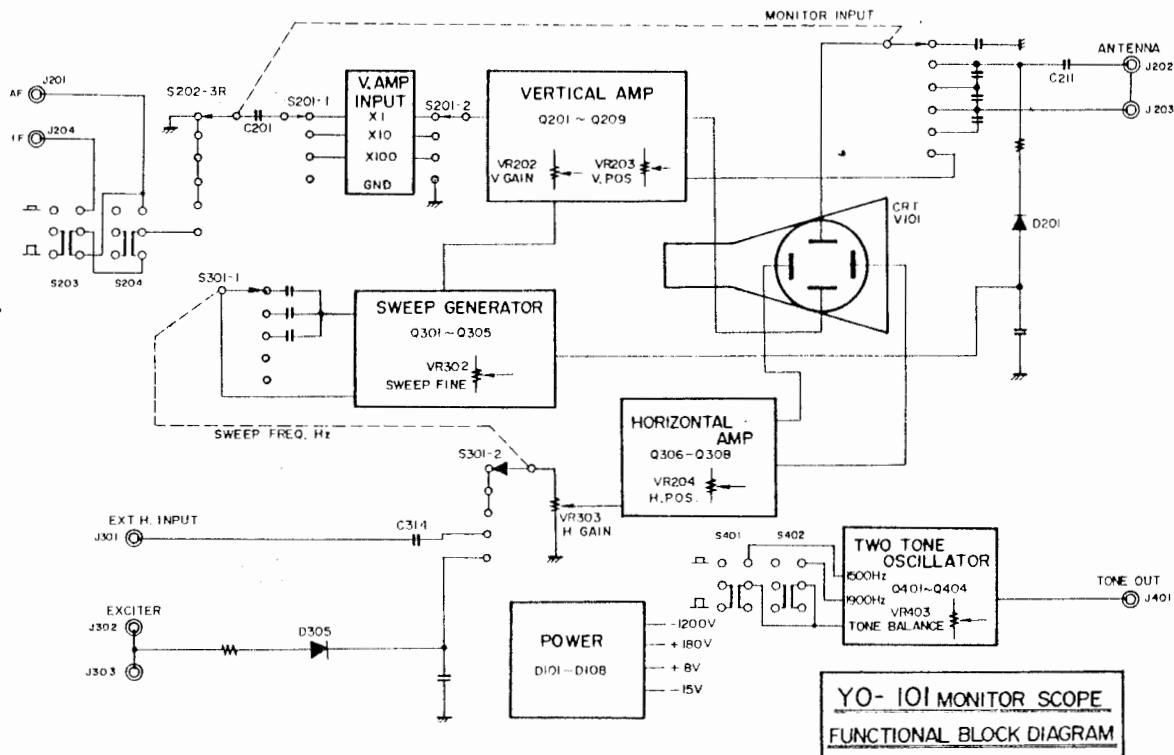 MONITOR INPUT
ANTENNA
J201
AF
J204
IF
S202-3R
C201
S201-1
V. AMP
INPUT
X1
X10
X100
GND
S201-2
VERTICAL AMP
Q201 ~ Q209
VR202
V GAIN
VR203
V. POS
C211
J202
J203
CRT
V101
D201
S203
S204
S301-1
SWEEP GENERATOR
Q301~Q305
VR302
SWEEP FINE
SWEEP FREQ, Hz
HORIZONTAL
AMP
Q306-Q308
VR204
H. POS.
S301-2
VR303
H GAIN
EXT H. INPUT
J301
C314
EXCITER
J302
J303
D305
POWER
D101-D108
-1200V
+180V
+8V
-15V
S401
S402
TWO TONE
OSCILLATOR
1500Hz
Q401~Q404
1900Hz
VR403
TONE BALANCE
TONE OUT
J401
YO-101 MONITOR SCOPE
FUNCTIONAL BLOCK DIAGRAM